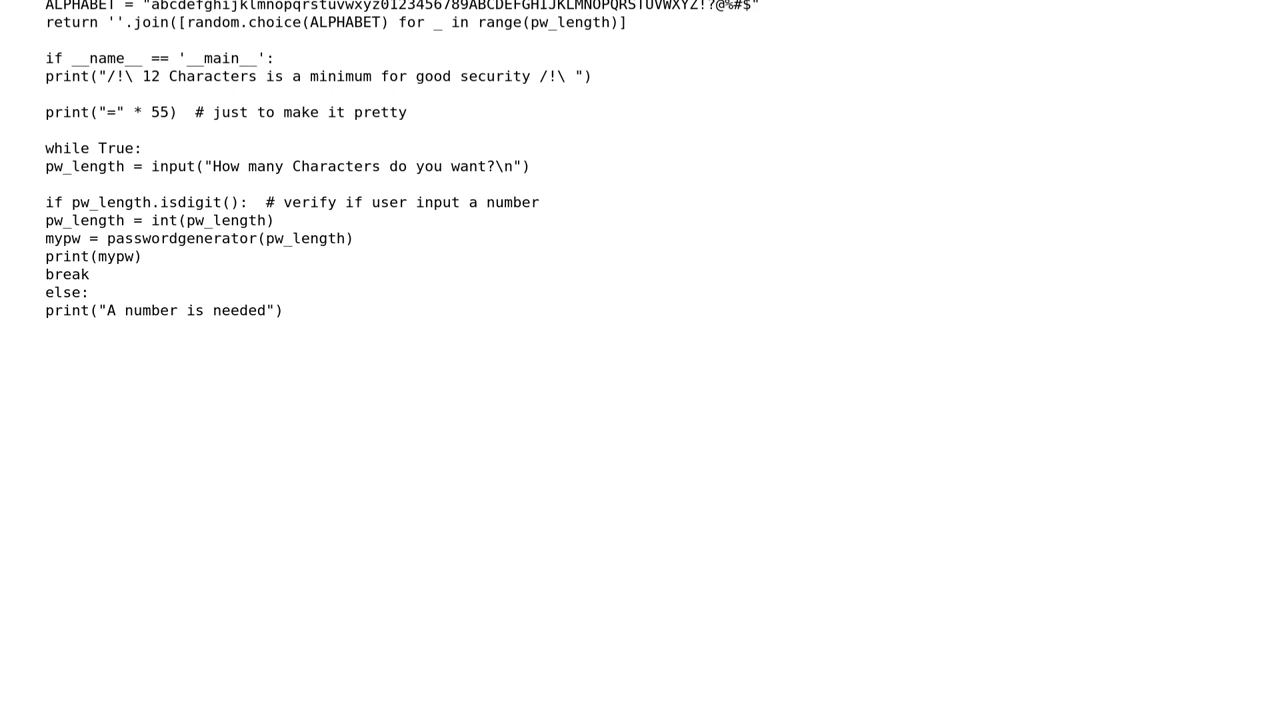 ALPHABET = "abcdefghijklmnopqrstuvwxyz0123456789ABCDEFGHIJKLMNOPQRSTUVWXYZ!?@%#$"
return ''.join([random.choice(ALPHABET) for _ in range(pw_length)]
if __name__ == '__main__':
print("/!\ 12 Characters is a minimum for good security /!\ ")
print("=" * 55)  # just to make it pretty
while True:
pw_length = input("How many Characters do you want?\n")
if pw_length.isdigit():  # verify if user input a number
pw_length = int(pw_length)
mypw = passwordgenerator(pw_length)
print(mypw)
break
else:
print("A number is needed")